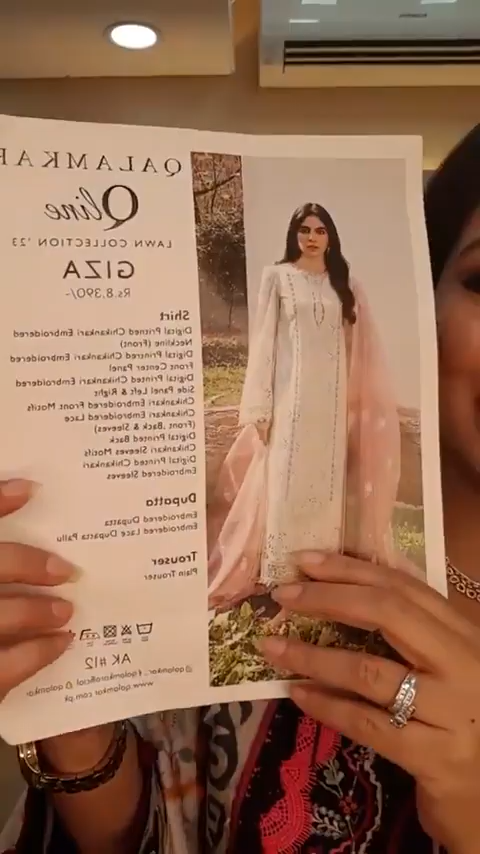 QALAMKAR
Qline
LAWN COLLECTION '23
GIZA
Rs.8,390/-
Shirt
Digital Printed Chikankari Embroidered
Neckline (Front)
Digital Printed Chikankari Embroidered
Front Center Panel
Digital Printed Chikankari Embroidered
Side Panel Left & Right
Chikankari Embroidered Front Motifs
Chikankari Embroidered Lace
(Front, Back & Sleeves)
Digital Printed Back
Chikankari Sleeves Motifs
Digital Printed Chikankari
Embroidered Sleeves
Dupatta
Embroidered Dupatta
Embroidered Lace Dupatta Pallu
Trouser
Plain Trouser
AK #12
www.qalamkar.com.pk